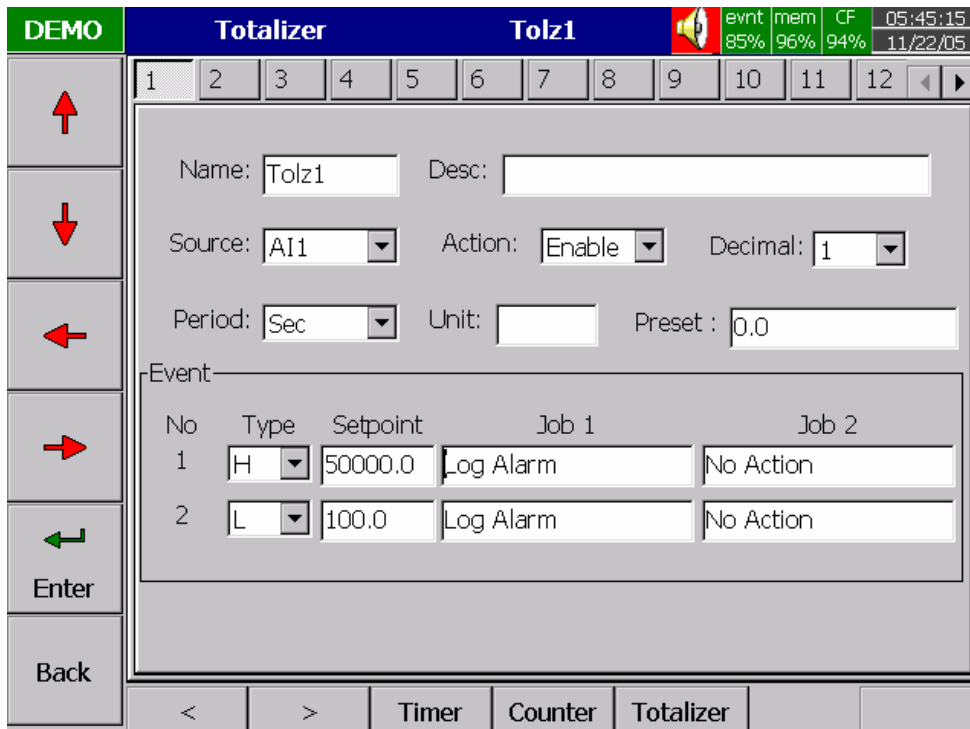 DEMO Totalizer Tolz1 evnt mem CF 05:45:15
85% 96% 94% 11/22/05
1 2 3 4 5 6 7 8 9 10 11 12
Name: Tolz1 Desc:
Source: AI1 Action: Enable Decimal: 1
Period: Sec Unit: Preset : 0.0
Event
No Type Setpoint Job 1 Job 2
1 H 50000.0 Log Alarm No Action
2 L 100.0 Log Alarm No Action
Enter
Back
< > Timer Counter Totalizer